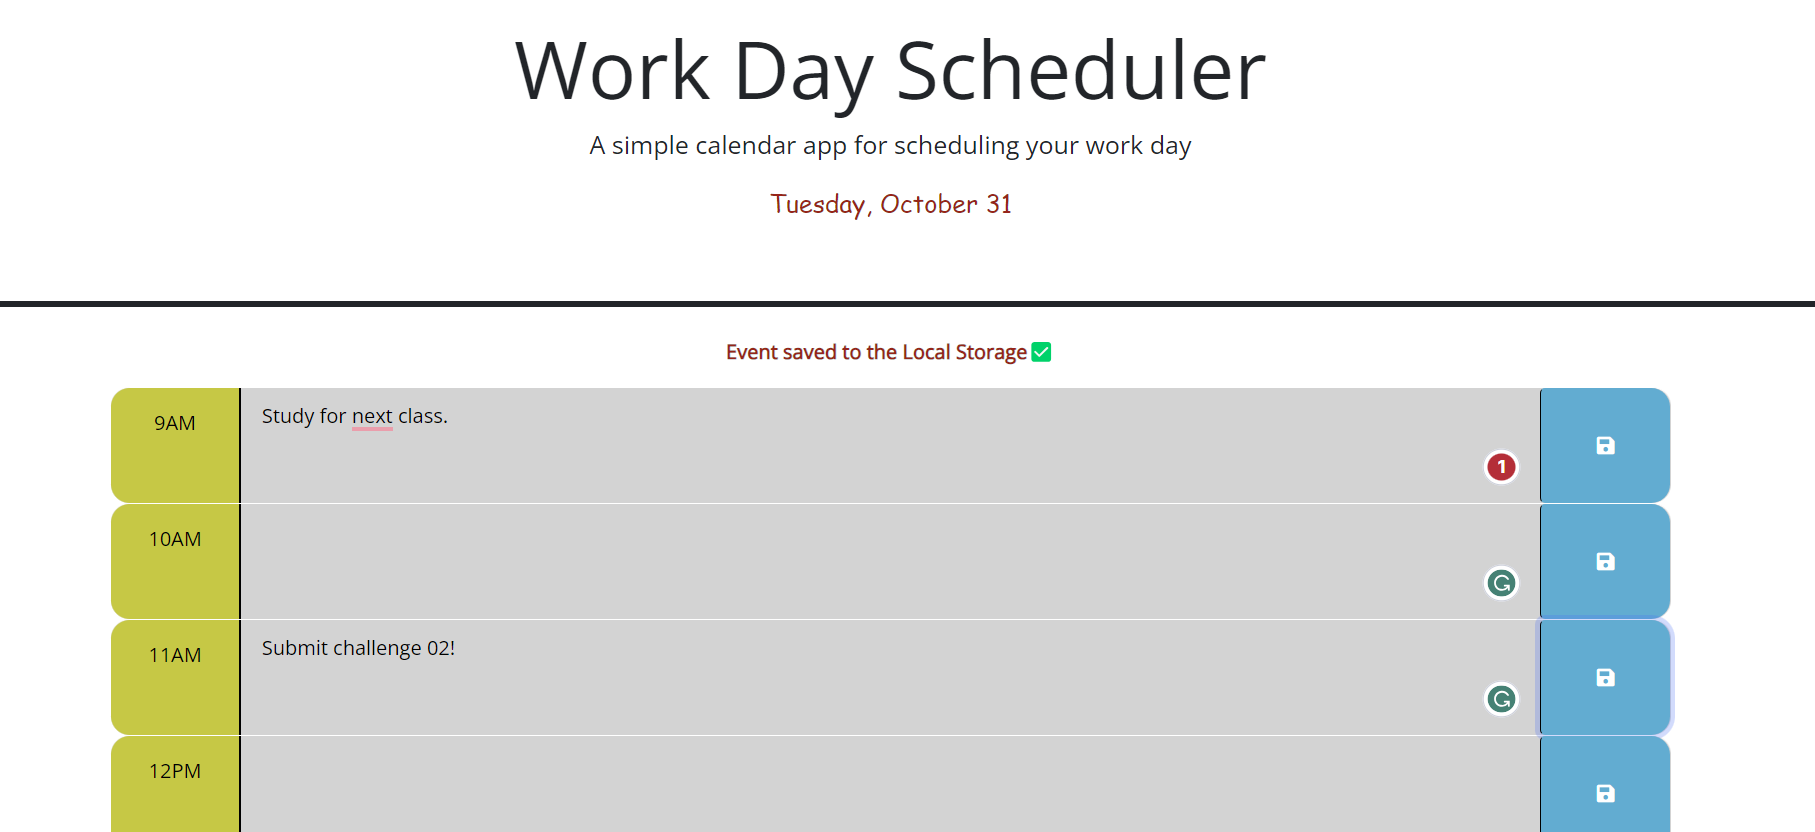 Work Day Scheduler
A simple calendar app for scheduling your work day
Tuesday, October 31
Event saved to the Local Storage✅
9AM
Study for next class.
1
10AM
11AM
Submit challenge 02!
12PM